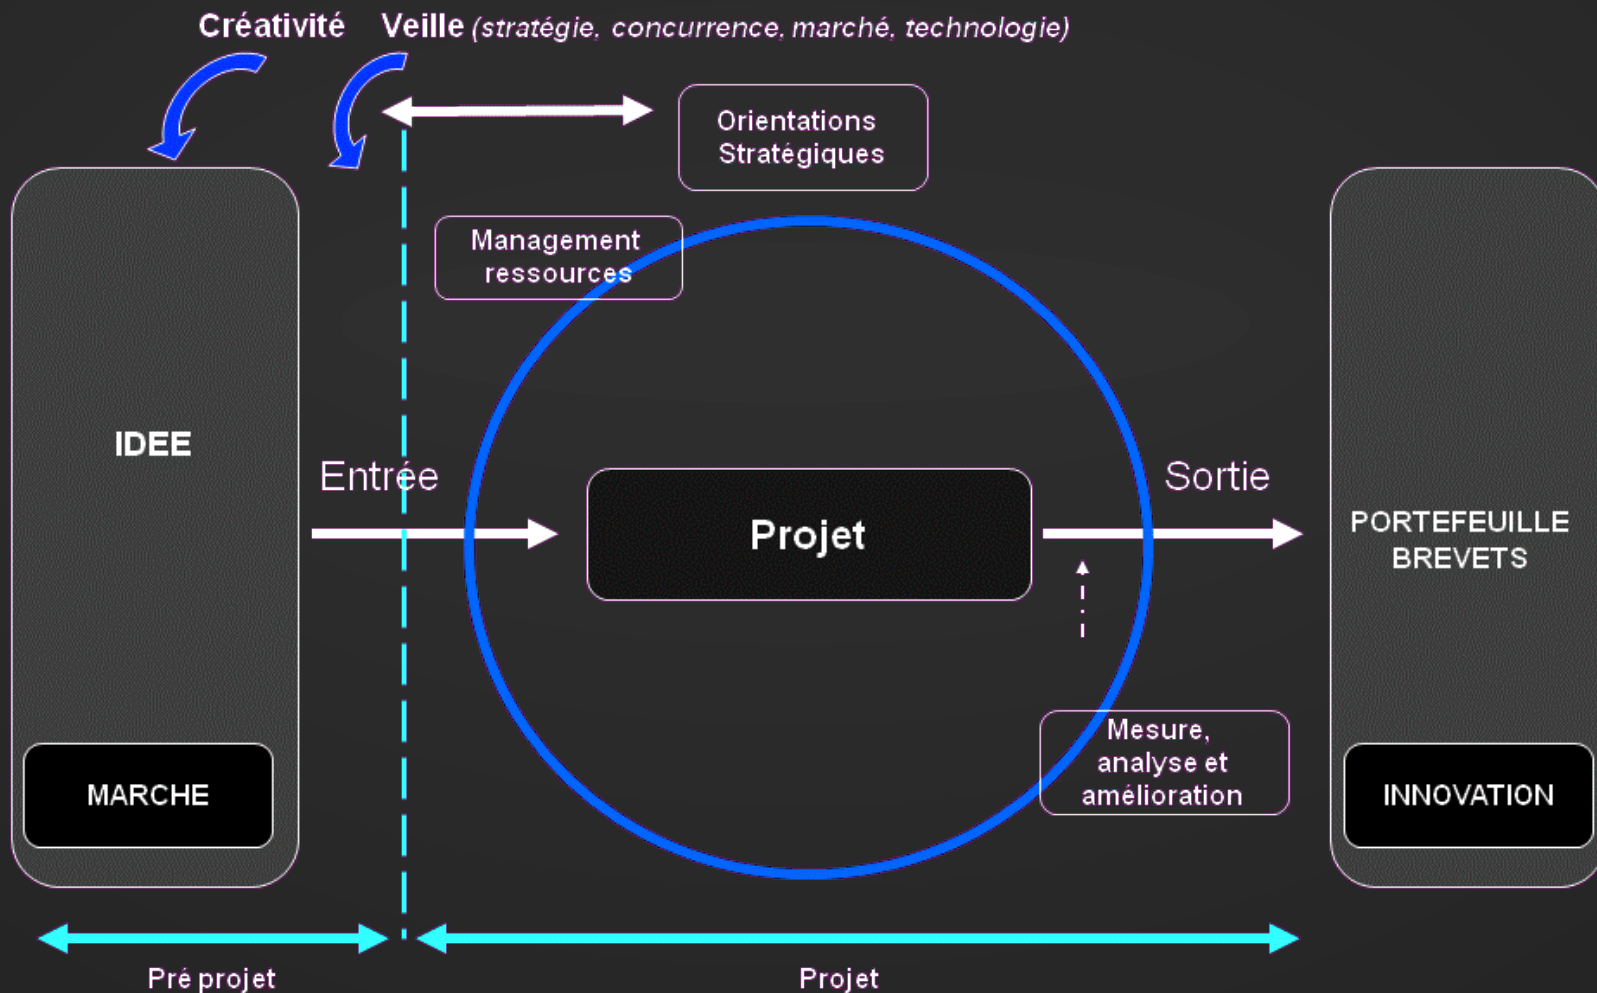 Créativité Veille (stratégie, concurrence, marché, technologie)
Orientations
Stratégiques
Management
ressources
IDEE
Entrée
Projet
Sortie
PORTEFEUILLE
BREVETS
Mesure,
analyse et
amélioration
MARCHE
INNOVATION
Pré projet
Projet